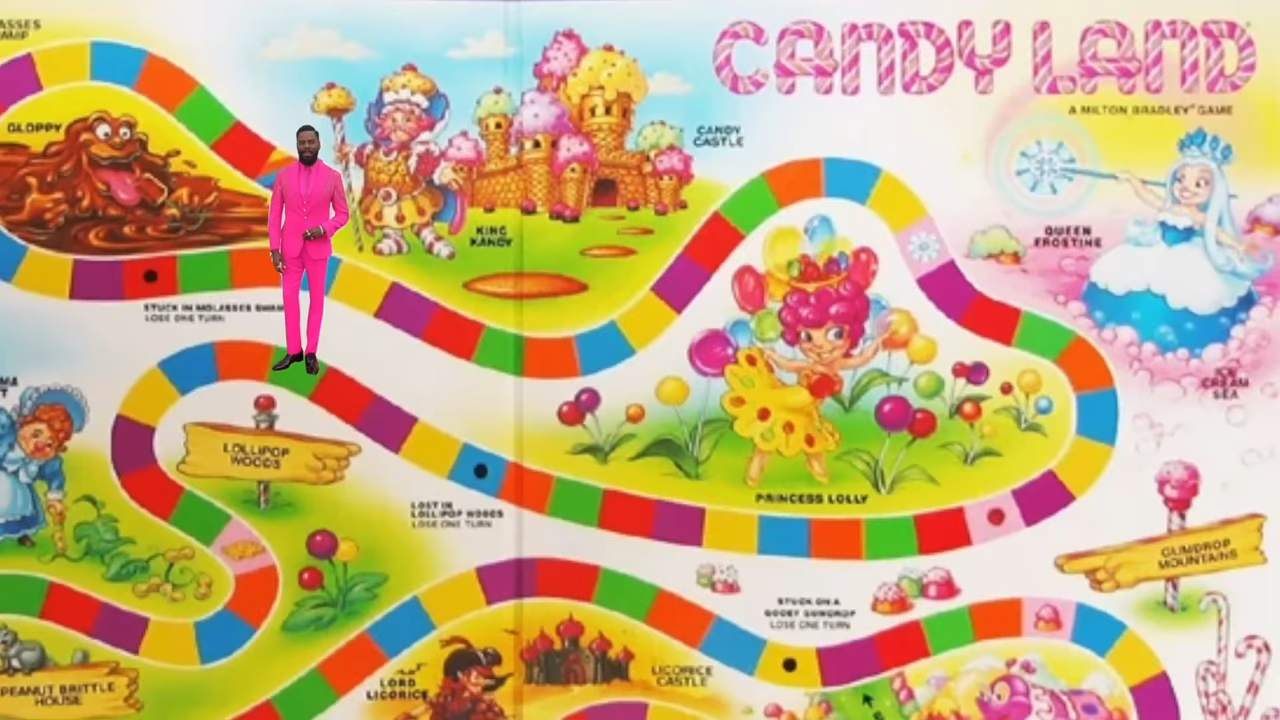 CANDY LAND
A MILTON BRADLEY® GAME
GLOPPY
CANDY
CASTLE
KING
KANDY
QUEEN
FROSTINE
STUCK IN MOLASSES
LOSE ONE TURN
ICE
CREAM
SEA
LOLLIPOP
WOODS
PRINCESS LOLLY
LOST IN
LOLLIPOP WOODS
LOSE ONE TURN
GUMDROP
MOUNTAINS
STUCK ON A
GOOEY GUMDROP
LOSE ONE TURN
LORD
LICORICE
LICORICE
CASTLE
PEANUT BRITTLE
HOUSE